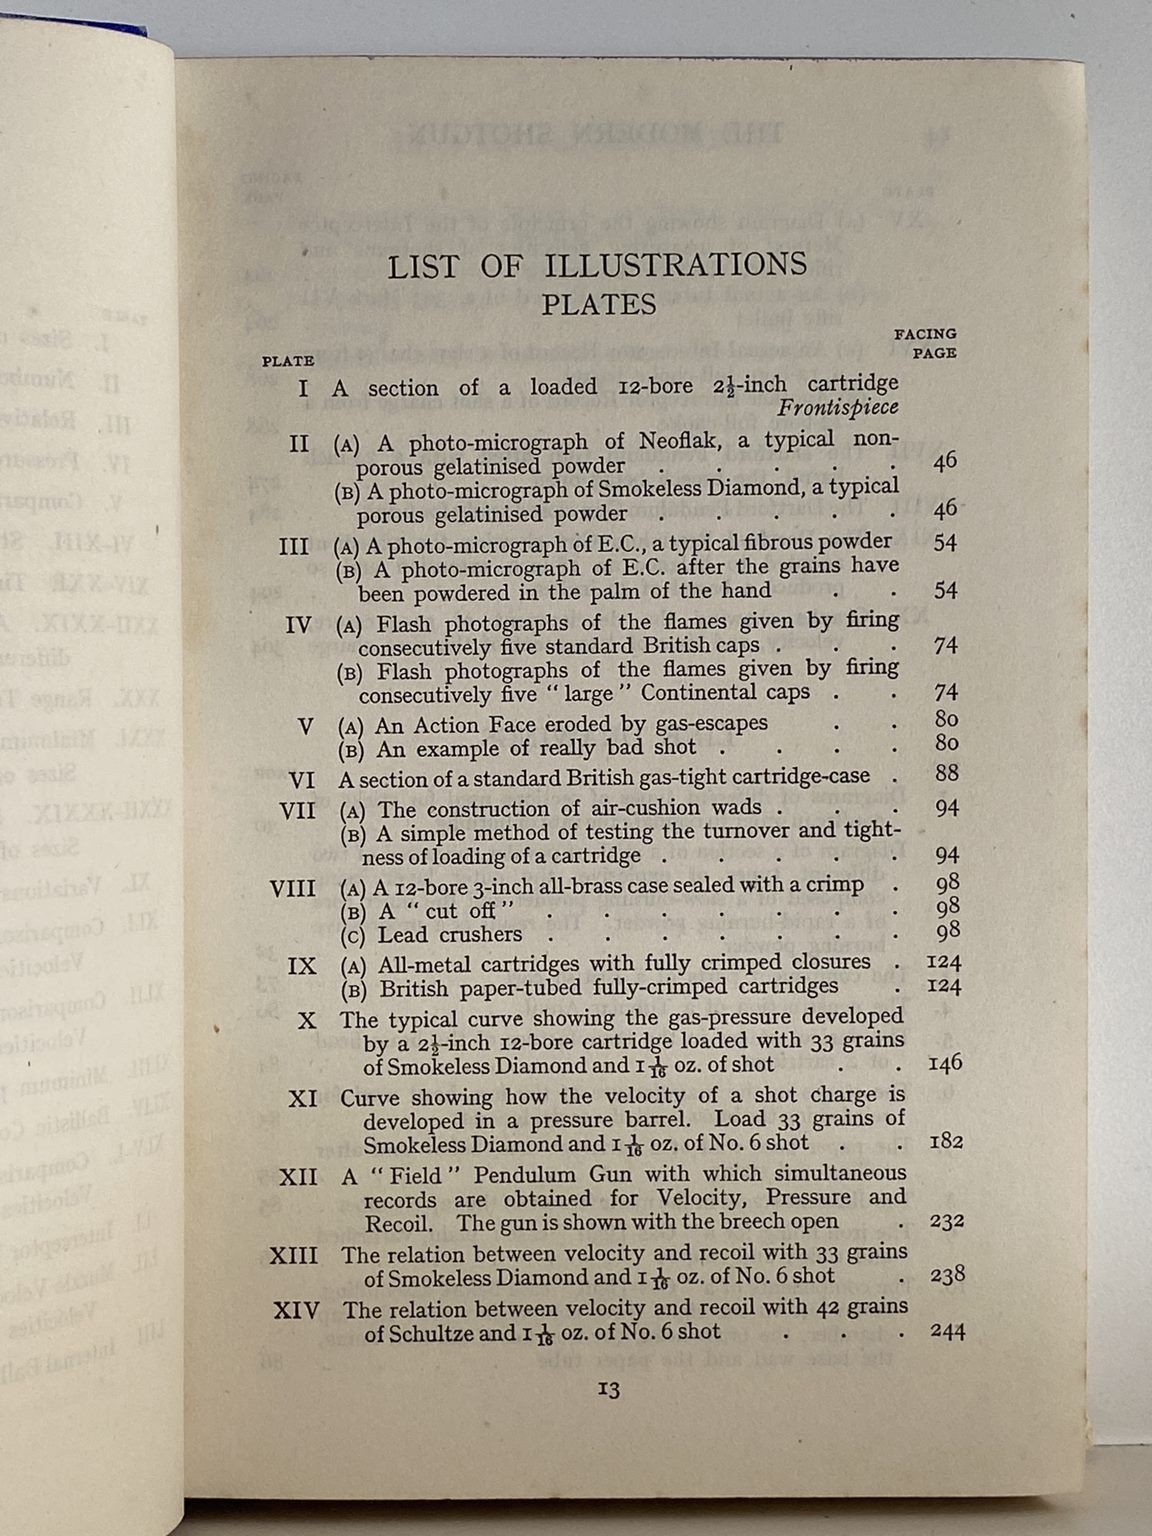 LIST OF ILLUSTRATIONS
PLATES
PLATE FACING PAGE
I A section of a loaded 12-bore 2½-inch cartridge
Frontispiece
II (A) A photo-micrograph of Neoflak, a typical non-
porous gelatinised powder . . . . . 46
(B) A photo-micrograph of Smokeless Diamond, a typical
porous gelatinised powder . . . . . 46
III (A) A photo-micrograph of E.C., a typical fibrous powder 54
(B) A photo-micrograph of E.C. after the grains have
been powdered in the palm of the hand . . 54
IV (A) Flash photographs of the flames given by firing
consecutively five standard British caps . . . 74
(B) Flash photographs of the flames given by firing
consecutively five "large" Continental caps . . 74
V (A) An Action Face eroded by gas-escapes . . 80
(B) An example of really bad shot . . . . 80
VI A section of a standard British gas-tight cartridge-case . 88
VII (A) The construction of air-cushion wads . . . 94
(B) A simple method of testing the turnover and tight-
ness of loading of a cartridge . . . . . 94
VIII (A) A 12-bore 3-inch all-brass case sealed with a crimp . 98
(B) A "cut off" . . . . . . . 98
(C) Lead crushers . . . . . . . 98
IX (A) All-metal cartridges with fully crimped closures . 124
(B) British paper-tubed fully-crimped cartridges . 124
X The typical curve showing the gas-pressure developed
by a 2½-inch 12-bore cartridge loaded with 33 grains
of Smokeless Diamond and 1 1/16 oz. of shot . . 146
XI Curve showing how the velocity of a shot charge is
developed in a pressure barrel. Load 33 grains of
Smokeless Diamond and 1 1/16 oz. of No. 6 shot . . 182
XII A "Field" Pendulum Gun with which simultaneous
records are obtained for Velocity, Pressure and
Recoil. The gun is shown with the breech open . 232
XIII The relation between velocity and recoil with 33 grains
of Smokeless Diamond and 1 1/16 oz. of No. 6 shot . 238
XIV The relation between velocity and recoil with 42 grains
of Schultze and 1 1/16 oz. of No. 6 shot . . . 244
13